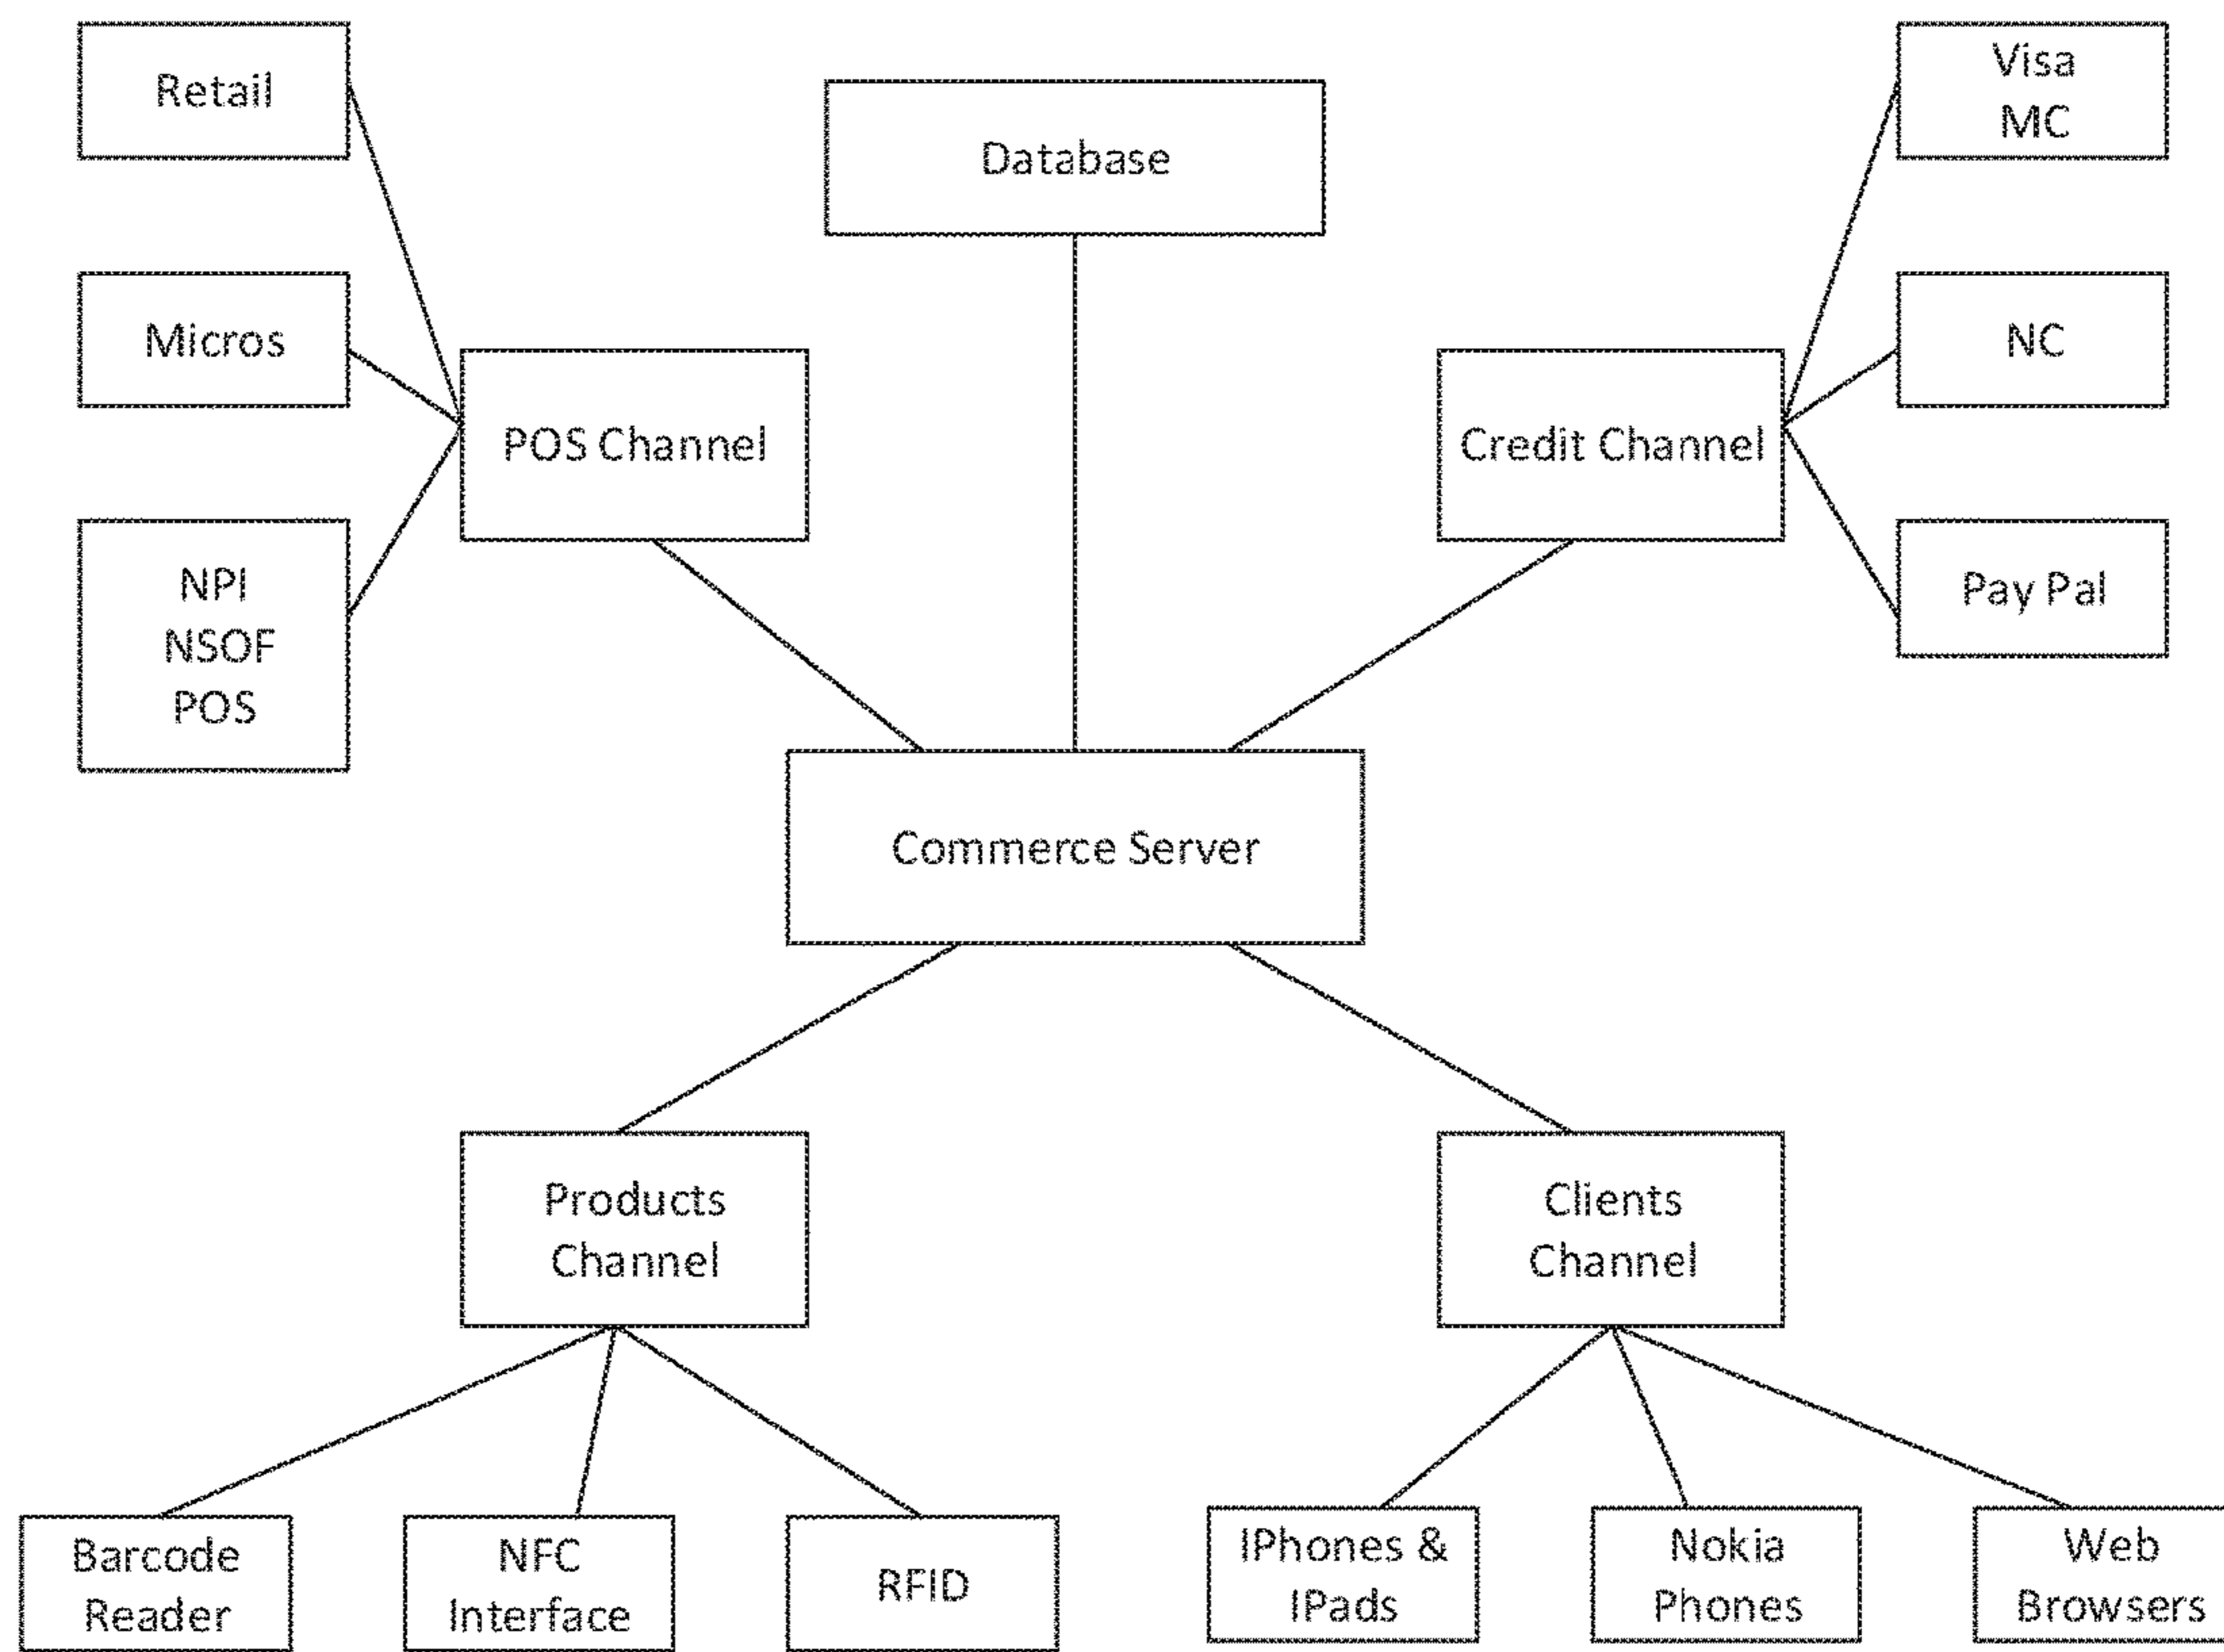 Retail
Database
Visa
MC
Micros
NC
POS Channel
Credit Channel
NPI
NSOF
POS
Pay Pal
Commerce Server
Products
Channel
Clients
Channel
Barcode
Reader
NFC
Interface
RFID
IPhones &
IPads
Nokia
Phones
Web
Browsers